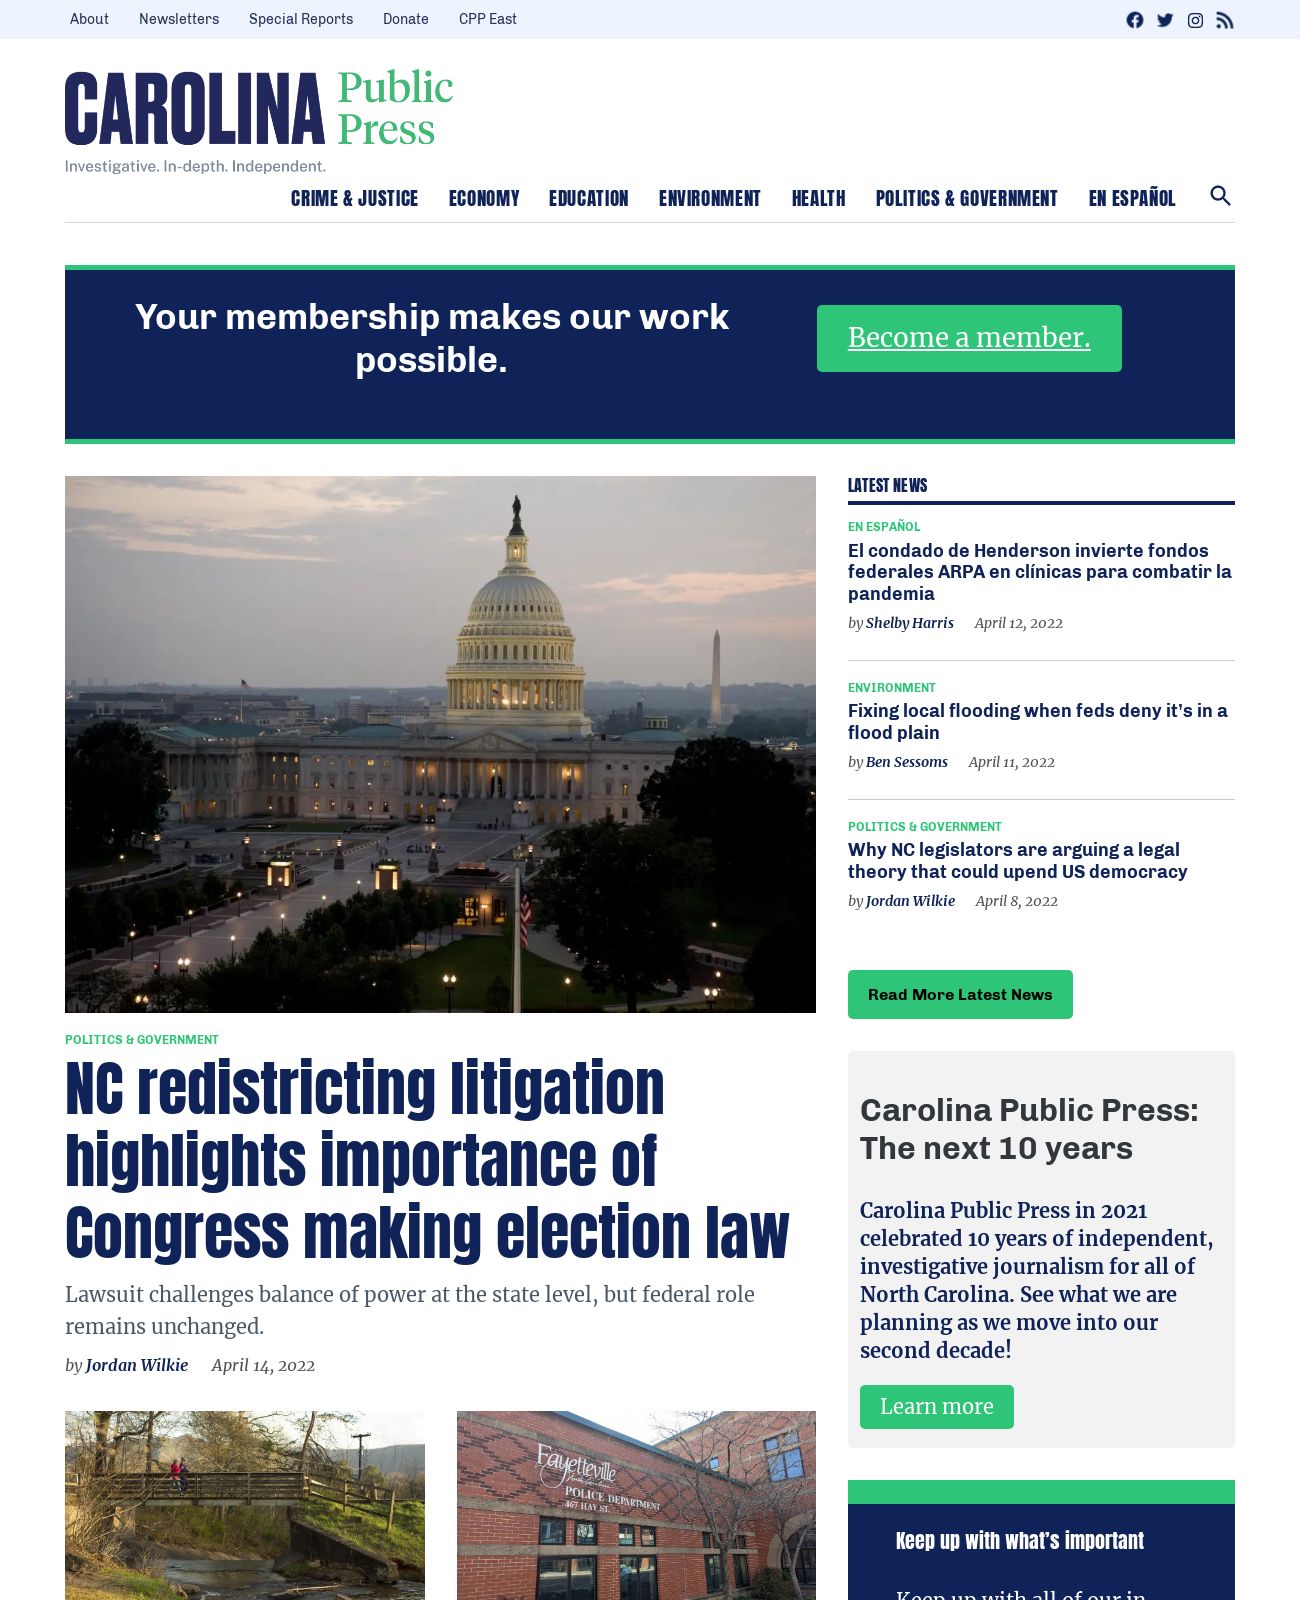 About Newsletters Special Reports Donate CPP East
CAROLINA Public Press
Investigative. In-depth. Independent.
CRIME & JUSTICE ECONOMY EDUCATION ENVIRONMENT HEALTH POLITICS & GOVERNMENT EN ESPAÑOL
Your membership makes our work
possible.
Become a member.
POLITICS & GOVERNMENT
NC redistricting litigation
highlights importance of
Congress making election law
Lawsuit challenges balance of power at the state level, but federal role
remains unchanged.
by Jordan Wilkie April 14, 2022
Fayetteville
North Carolina
POLICE DEPARTMENT
467 HAY ST.
LATEST NEWS
EN ESPAÑOL
El condado de Henderson invierte fondos
federales ARPA en clínicas para combatir la
pandemia
by Shelby Harris April 12, 2022
ENVIRONMENT
Fixing local flooding when feds deny it’s in a
flood plain
by Ben Sessoms April 11, 2022
POLITICS & GOVERNMENT
Why NC legislators are arguing a legal
theory that could upend US democracy
by Jordan Wilkie April 8, 2022
Read More Latest News
Carolina Public Press:
The next 10 years
Carolina Public Press in 2021
celebrated 10 years of independent,
investigative journalism for all of
North Carolina. See what we are
planning as we move into our
second decade!
Learn more
Keep up with what’s important
Keep up with all of our in